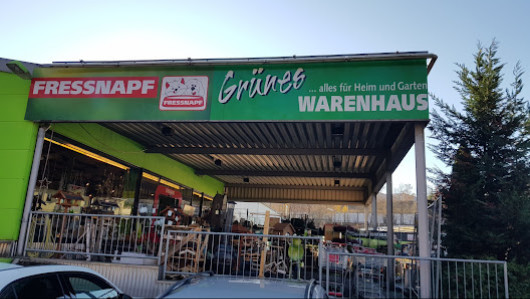 FRESSNAPF
FRESSNAPF
Grünes
... alles für Heim und Garten
WARENHAUS